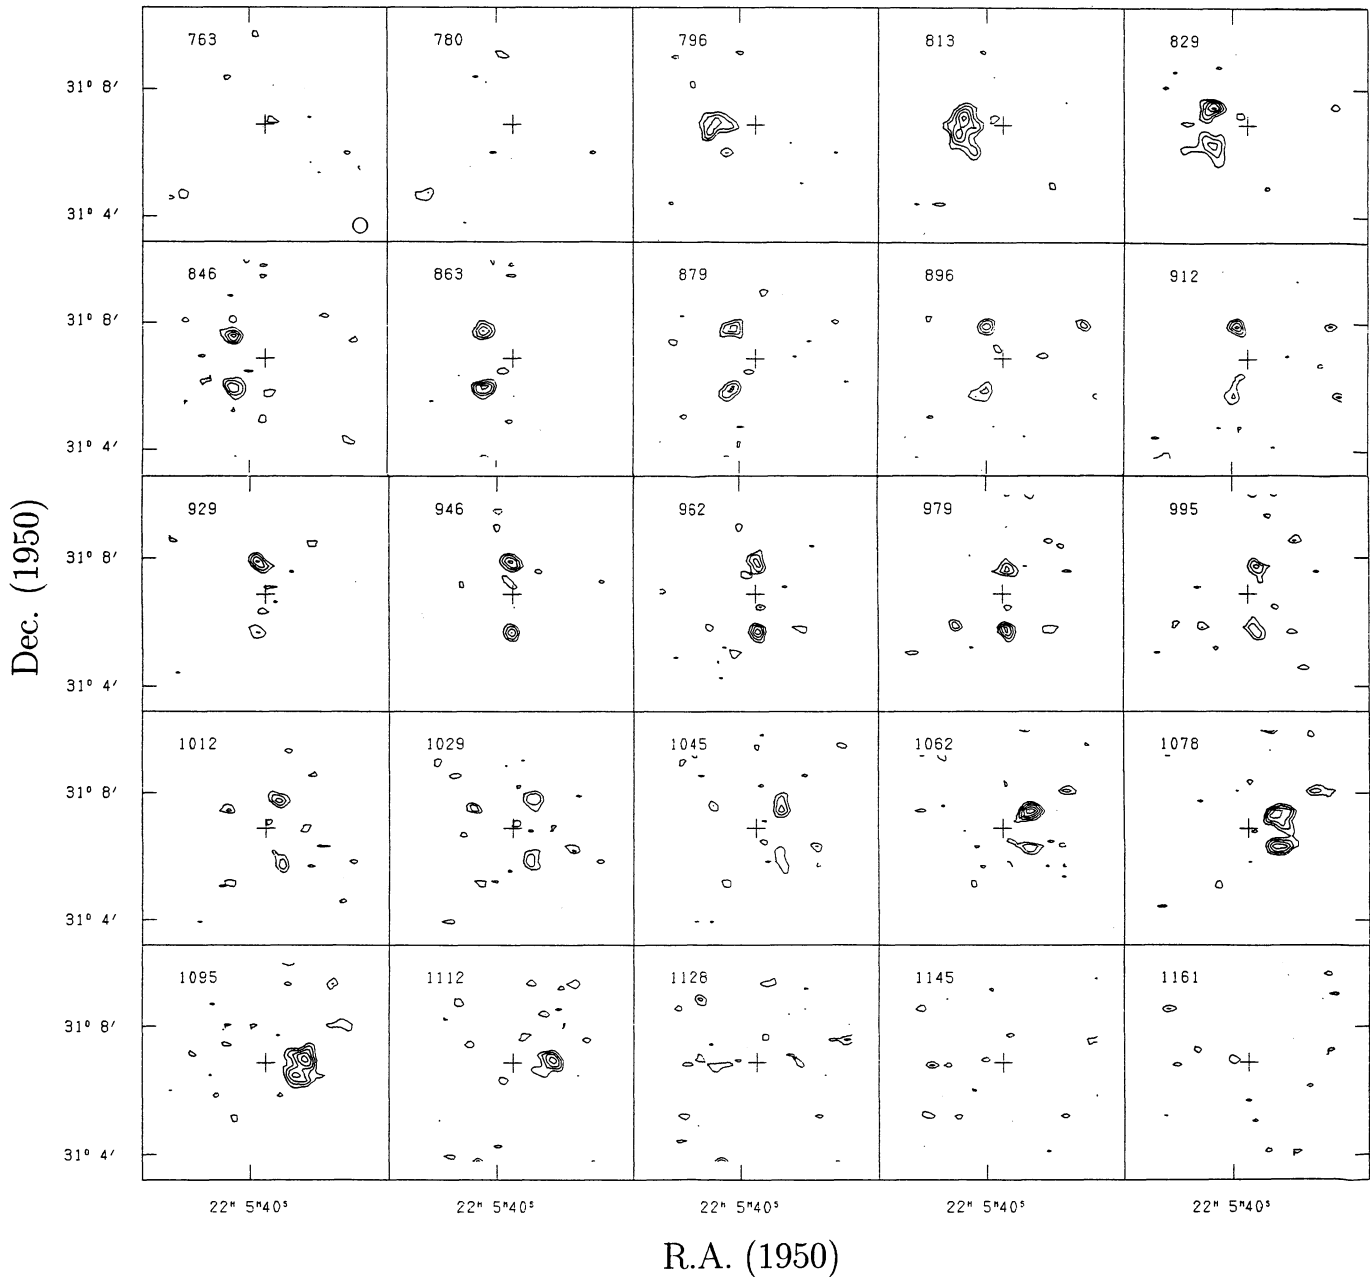 763 780 796 813 829
31° 8′
31° 4′
846 863 879 896 912
31° 8′
31° 4′
929 946 962 979 995
31° 8′
31° 4′
1012 1029 1045 1062 1078
31° 8′
31° 4′
1095 1112 1128 1145 1161
31° 8′
31° 4′
22ᴴ 5ᴹ40ˢ 22ᴴ 5ᴹ40ˢ 22ᴴ 5ᴹ40ˢ 22ᴴ 5ᴹ40ˢ 22ᴴ 5ᴹ40ˢ
Dec. (1950)
R.A. (1950)